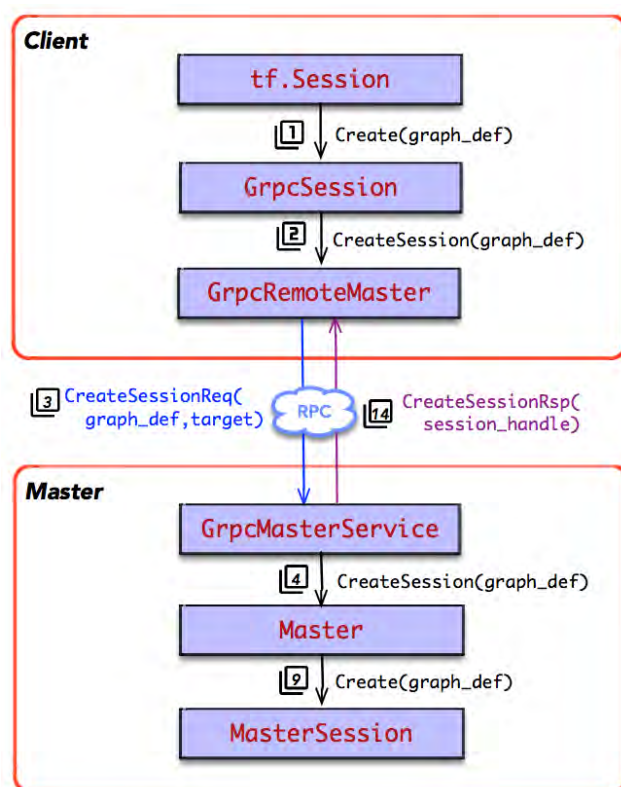 Client
tf.Session
1 Create(graph_def)
GrpcSession
2 CreateSession(graph_def)
GrpcRemoteMaster
3 CreateSessionReq(
graph_def,target)
RPC
14 CreateSessionRsp(
session_handle)
Master
GrpcMasterService
4 CreateSession(graph_def)
Master
9 Create(graph_def)
MasterSession